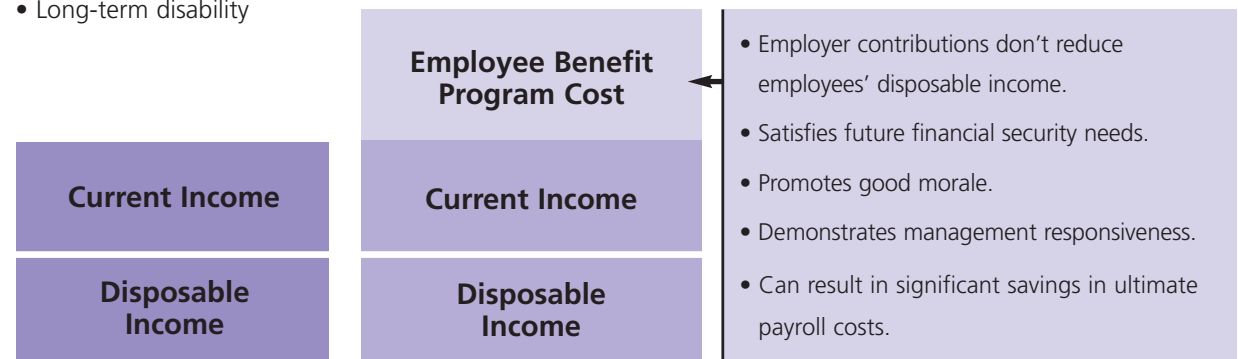 • Long-term disability
Employee Benefit
Program Cost
Current Income
Disposable
Income
Current Income
Disposable
Income
• Employer contributions don't reduce
employees' disposable income.
• Satisfies future financial security needs.
• Promotes good morale.
• Demonstrates management responsiveness.
• Can result in significant savings in ultimate
payroll costs.